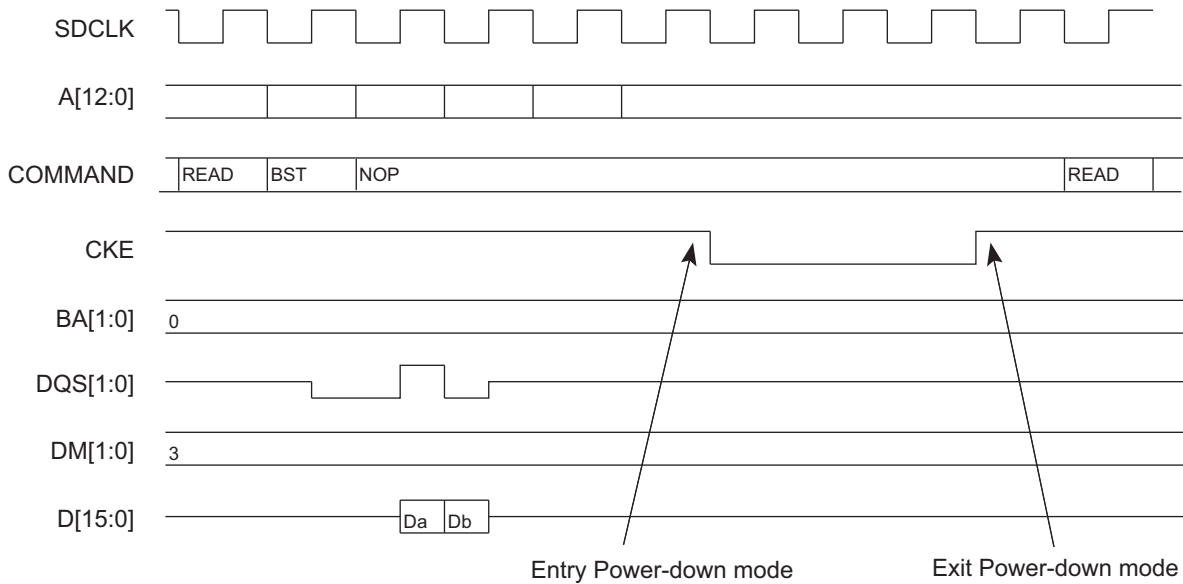 SDCLK
A[12:0]
COMMAND READ BST NOP READ
CKE
BA[1:0] 0
DQS[1:0]
DM[1:0] 3
D[15:0] Da Db
Entry Power-down mode Exit Power-down mode